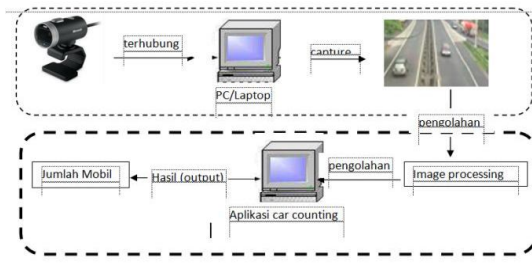 terhubung
capture
PC/Laptop
pengolahan
Jumlah Mobil
Hasil (output)
pengolahan
Image processing
Aplikasi car counting